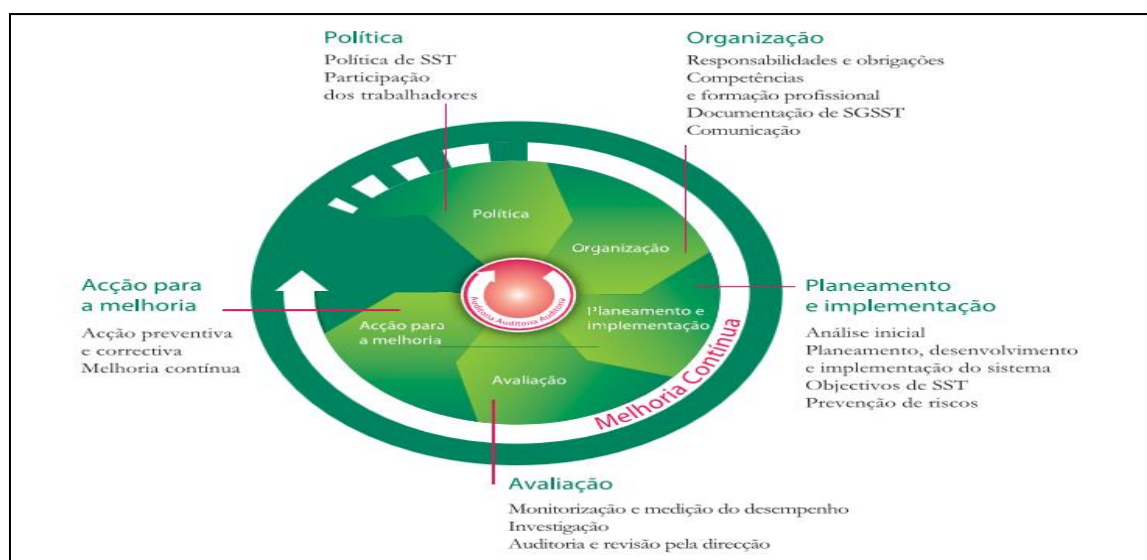 Política
Política de SST
Participação
dos trabalhadores
Organização
Responsabilidades e obrigações
Competências
e formação profissional
Documentação de SGSST
Comunicação
Política
Organização
Planeamento e
implementação
Avaliação
Acção para
a melhoria
Auditoria Auditoria Auditoria
Melhoria Contínua
Acção para
a melhoria
Acção preventiva
e correctiva
Melhoria contínua
Planeamento
e implementação
Análise inicial
Planeamento, desenvolvimento
e implementação do sistema
Objectivos de SST
Prevenção de riscos
Avaliação
Monitorização e medição do desempenho
Investigação
Auditoria e revisão pela direcção